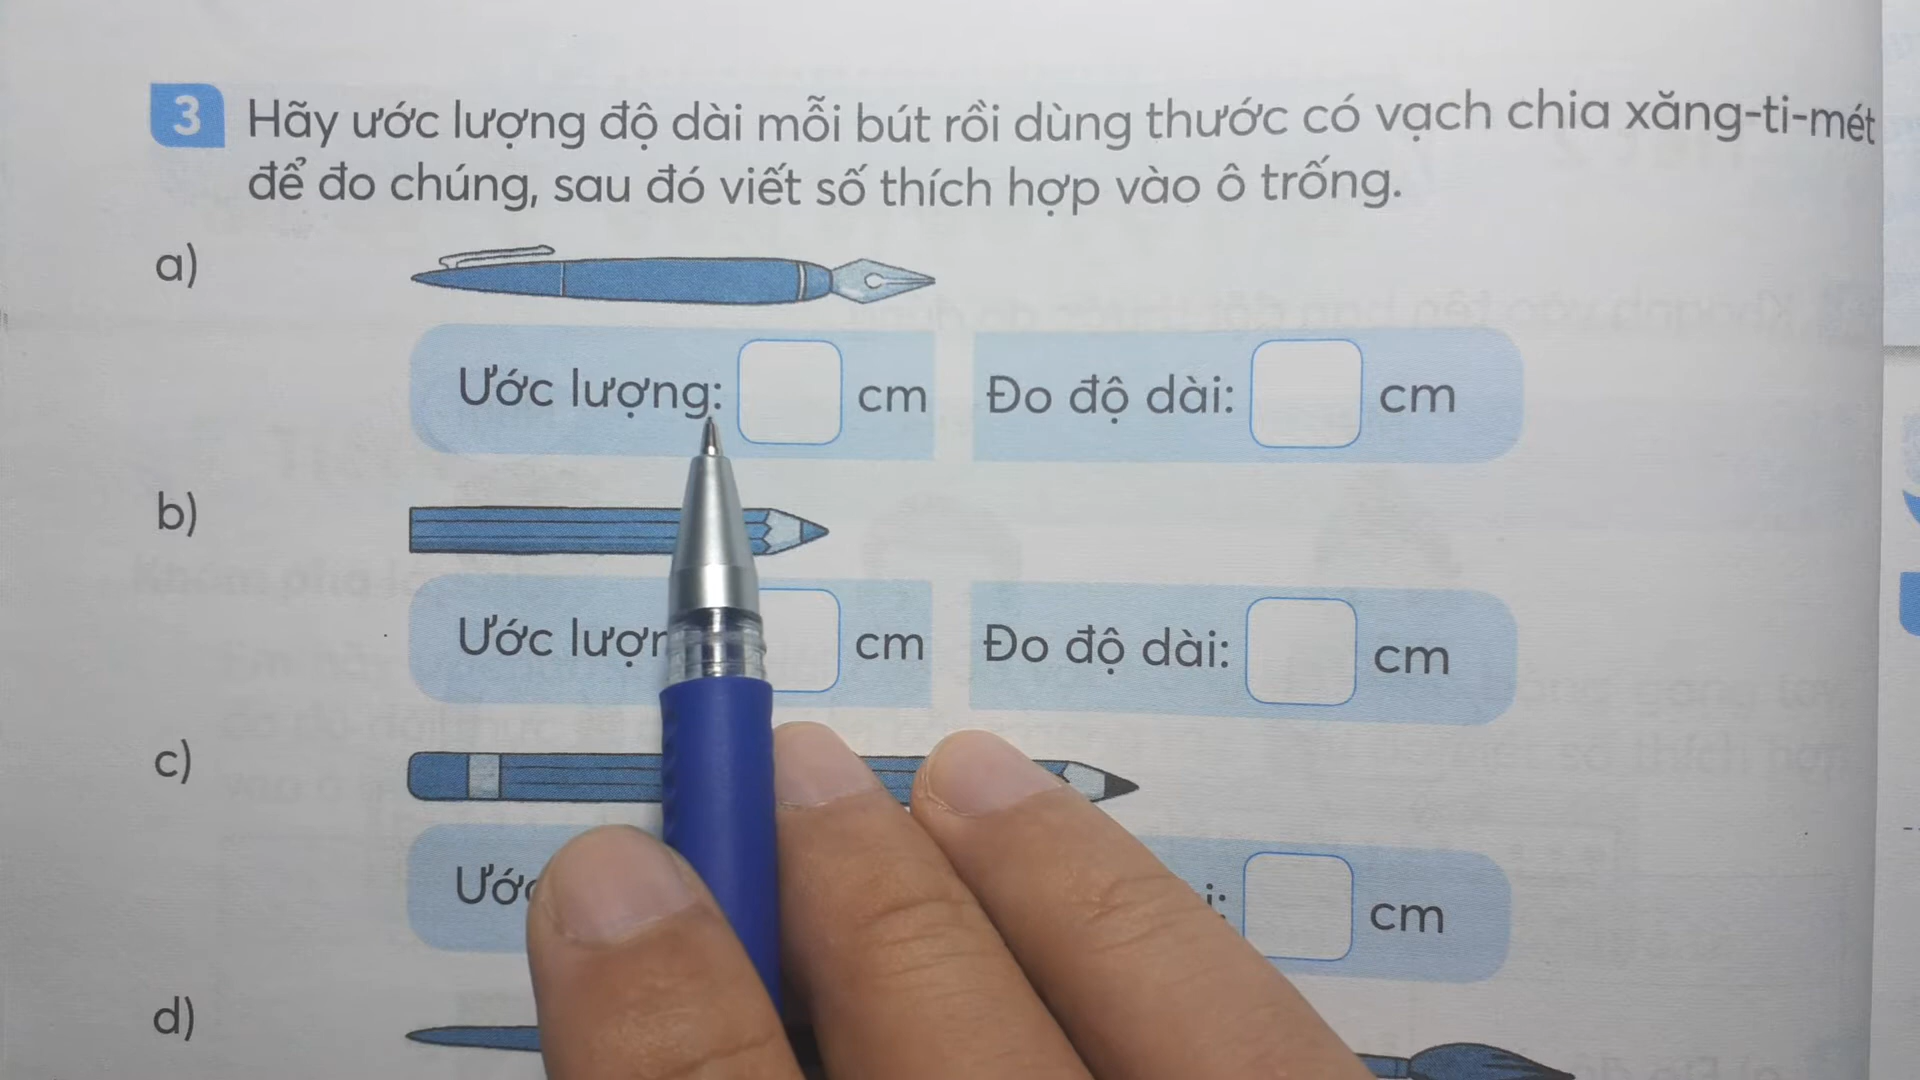 3 Hãy ước lượng độ dài mỗi bút rồi dùng thước có vạch chia xăng-ti-mét
để đo chúng, sau đó viết số thích hợp vào ô trống.
a)
Ước lượng: cm Đo độ dài: cm
b)
Ước lượn cm Đo độ dài: cm
c)
Ước i: cm
d)